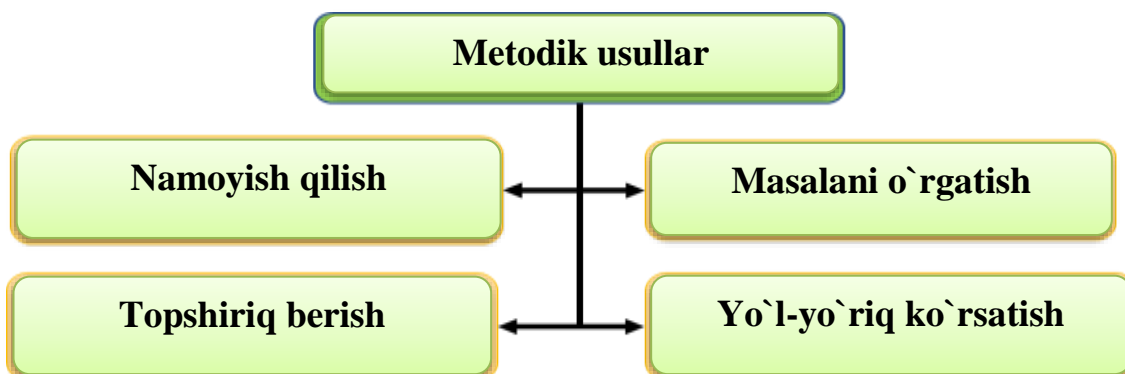 Metodik usullar
Namoyish qilish
Masalani o`rgatish
Topshiriq berish
Yo`l-yo`riq ko`rsatish